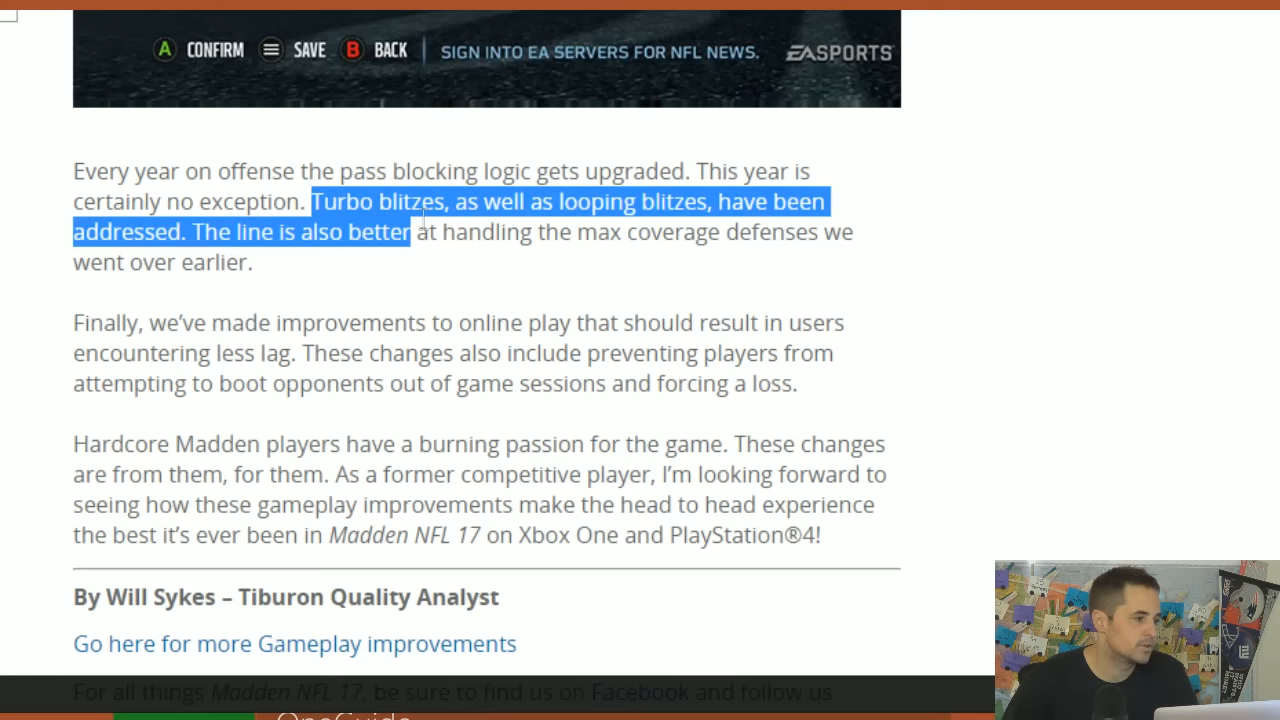 A CONFIRM SAVE B BACK SIGN INTO EA SERVERS FOR NFL NEWS. EA SPORTS
Every year on offense the pass blocking logic gets upgraded. This year is
certainly no exception. Turbo blitzes, as well as looping blitzes, have been
addressed. The line is also better at handling the max coverage defenses we
went over earlier.
Finally, we’ve made improvements to online play that should result in users
encountering less lag. These changes also include preventing players from
attempting to boot opponents out of game sessions and forcing a loss.
Hardcore Madden players have a burning passion for the game. These changes
are from them, for them. As a former competitive player, I’m looking forward to
seeing how these gameplay improvements make the head to head experience
the best it’s ever been in Madden NFL 17 on Xbox One and PlayStation®4!
By Will Sykes – Tiburon Quality Analyst
Go here for more Gameplay improvements
For all things Madden NFL 17, be sure to find us on Facebook and follow us
OneGuide